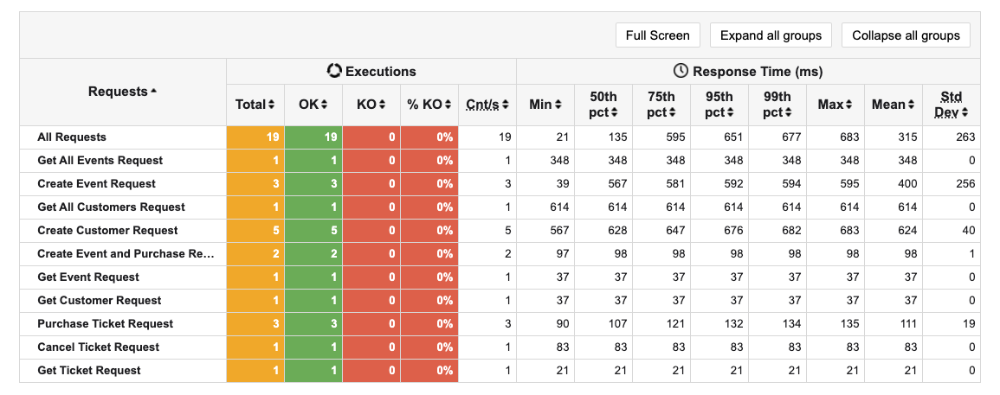 Full Screen Expand all groups Collapse all groups
Requests Executions Response Time (ms)
Total OK KO % KO Cnt/s Min 50th pct 75th pct 95th pct 99th pct Max Mean Std Dev
All Requests 19 19 0 0% 19 21 135 595 651 677 683 315 263
Get All Events Request 1 1 0 0% 1 348 348 348 348 348 348 348 0
Create Event Request 3 3 0 0% 3 39 567 581 592 594 595 400 256
Get All Customers Request 1 1 0 0% 1 614 614 614 614 614 614 614 0
Create Customer Request 5 5 0 0% 5 567 628 647 676 682 683 624 40
Create Event and Purchase Re... 2 2 0 0% 2 97 98 98 98 98 98 98 1
Get Event Request 1 1 0 0% 1 37 37 37 37 37 37 37 0
Get Customer Request 1 1 0 0% 1 37 37 37 37 37 37 37 0
Purchase Ticket Request 3 3 0 0% 3 90 107 121 132 134 135 111 19
Cancel Ticket Request 1 1 0 0% 1 83 83 83 83 83 83 83 0
Get Ticket Request 1 1 0 0% 1 21 21 21 21 21 21 21 0